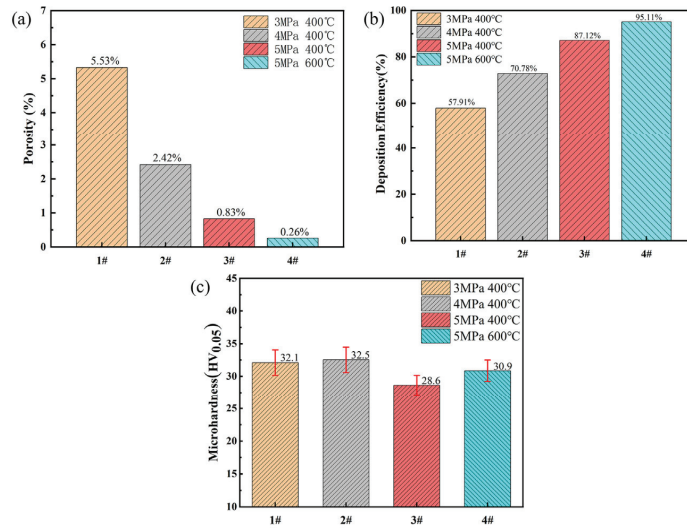 (a)
7
6
5
4
3
2
1
0
Porosity (%)
5.53%
2.42%
0.83%
0.26%
3MPa 400℃
4MPa 400℃
5MPa 400℃
5MPa 600℃
1# 2# 3# 4#
(b)
100
80
60
40
20
0
Deposition Efficiency(%)
57.91%
70.78%
87.12%
95.11%
3MPa 400℃
4MPa 400℃
5MPa 400℃
5MPa 600℃
1# 2# 3# 4#
(c)
45
40
35
30
25
20
15
10
Microhardness(HV0.05)
32.1
32.5
28.6
30.9
3MPa 400℃
4MPa 400℃
5MPa 400℃
5MPa 600℃
1# 2# 3# 4#